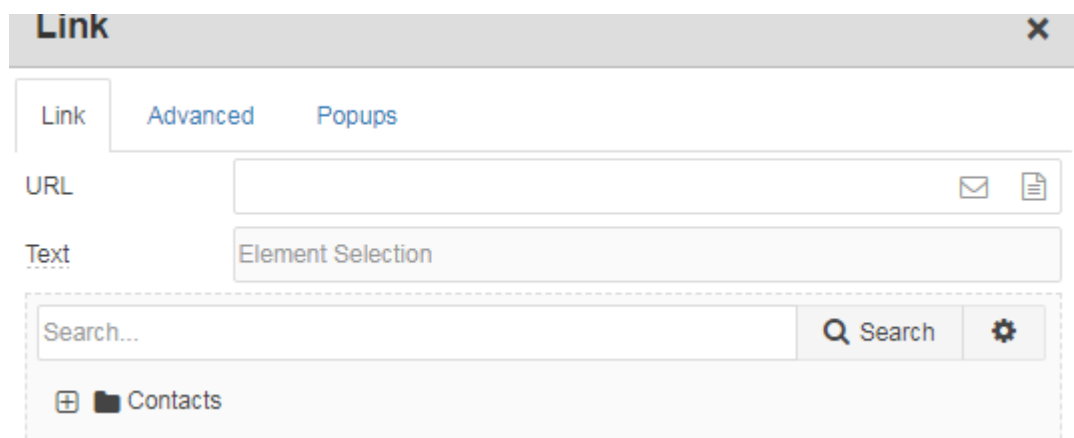 Link
Link Advanced Popups
URL
Text Element Selection
Search... Search
Contacts